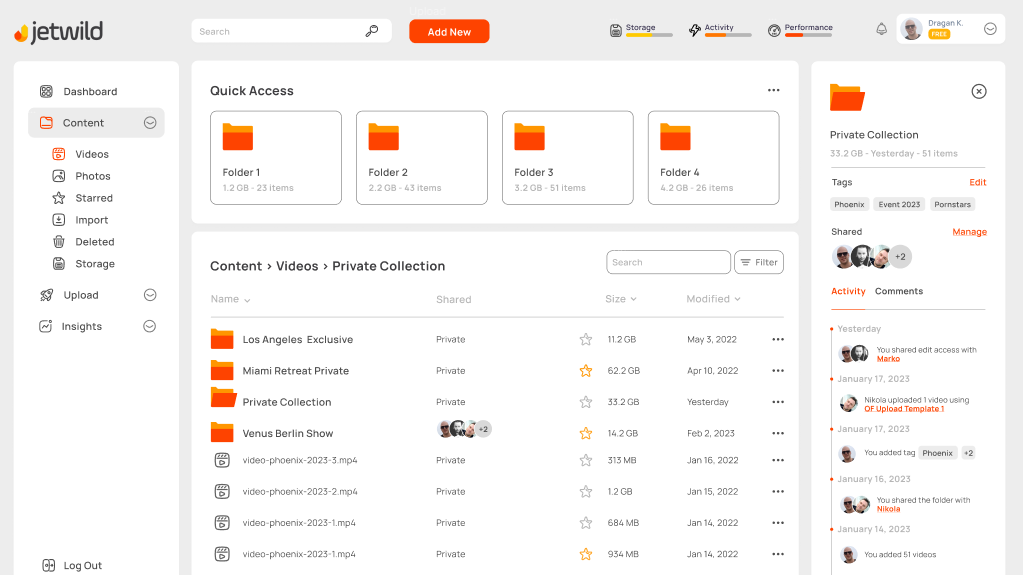 jetwild
Search
Add New
Storage
Activity
Performance
Dragan K.
FREE
Dashboard
Content
Videos
Photos
Starred
Import
Deleted
Storage
Upload
Insights
Log Out
Quick Access
Folder 1
1.2 GB - 23 items
Folder 2
2.2 GB - 43 items
Folder 3
3.2 GB - 51 items
Folder 4
4.2 GB - 26 items
Content > Videos > Private Collection
Search
Filter
Name Shared Size Modified
Los Angeles Exclusive Private 11.2 GB May 3, 2022
Miami Retreat Private Private 62.2 GB Apr 10, 2022
Private Collection Private 33.2 GB Yesterday
Venus Berlin Show +2 14.2 GB Feb 2, 2023
video-phoenix-2023-3.mp4 Private 313 MB Jan 16, 2022
video-phoenix-2023-2.mp4 Private 1.2 GB Jan 15, 2022
video-phoenix-2023-1.mp4 Private 684 MB Jan 14, 2022
video-phoenix-2023-1.mp4 Private 934 MB Jan 14, 2022
Private Collection
33.2 GB - Yesterday - 51 items
Tags Edit
Phoenix Event 2023 Pornstars
Shared Manage
+2
Activity Comments
Yesterday
You shared edit access with
Marko
January 17, 2023
Nikola uploaded 1 video using
OF Upload Template 1
January 17, 2023
You added tag Phoenix +2
January 16, 2023
You shared the folder with
Nikola
January 14, 2023
You added 51 videos